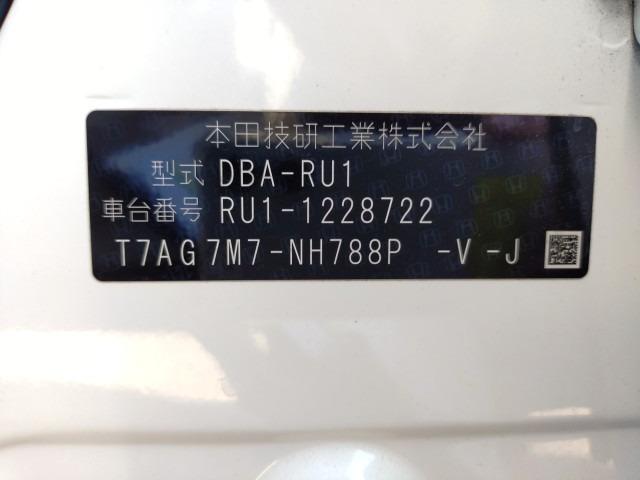 本田技研工業株式会社
型式 DBA-RU1
車台番号 RU1-1228722
T7AG 7M7-NH788P -V -J